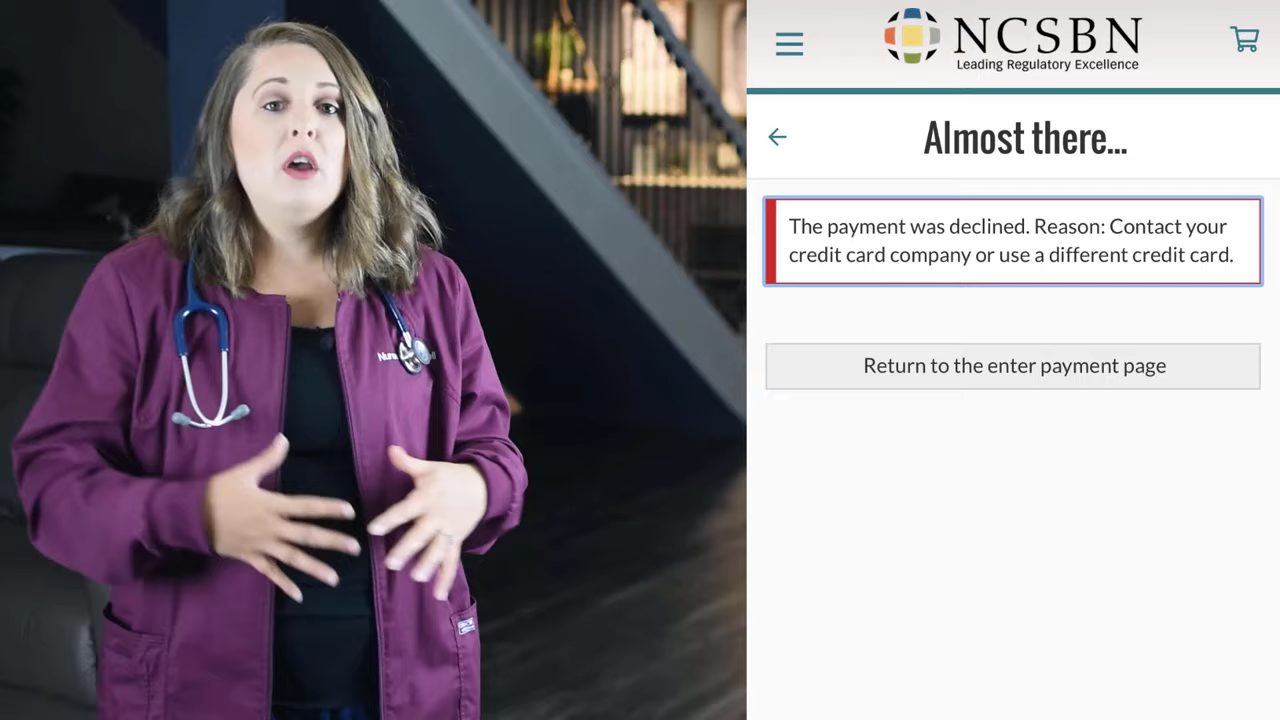 NCSBN
Leading Regulatory Excellence
Almost there...
The payment was declined. Reason: Contact your
credit card company or use a different credit card.
Return to the enter payment page